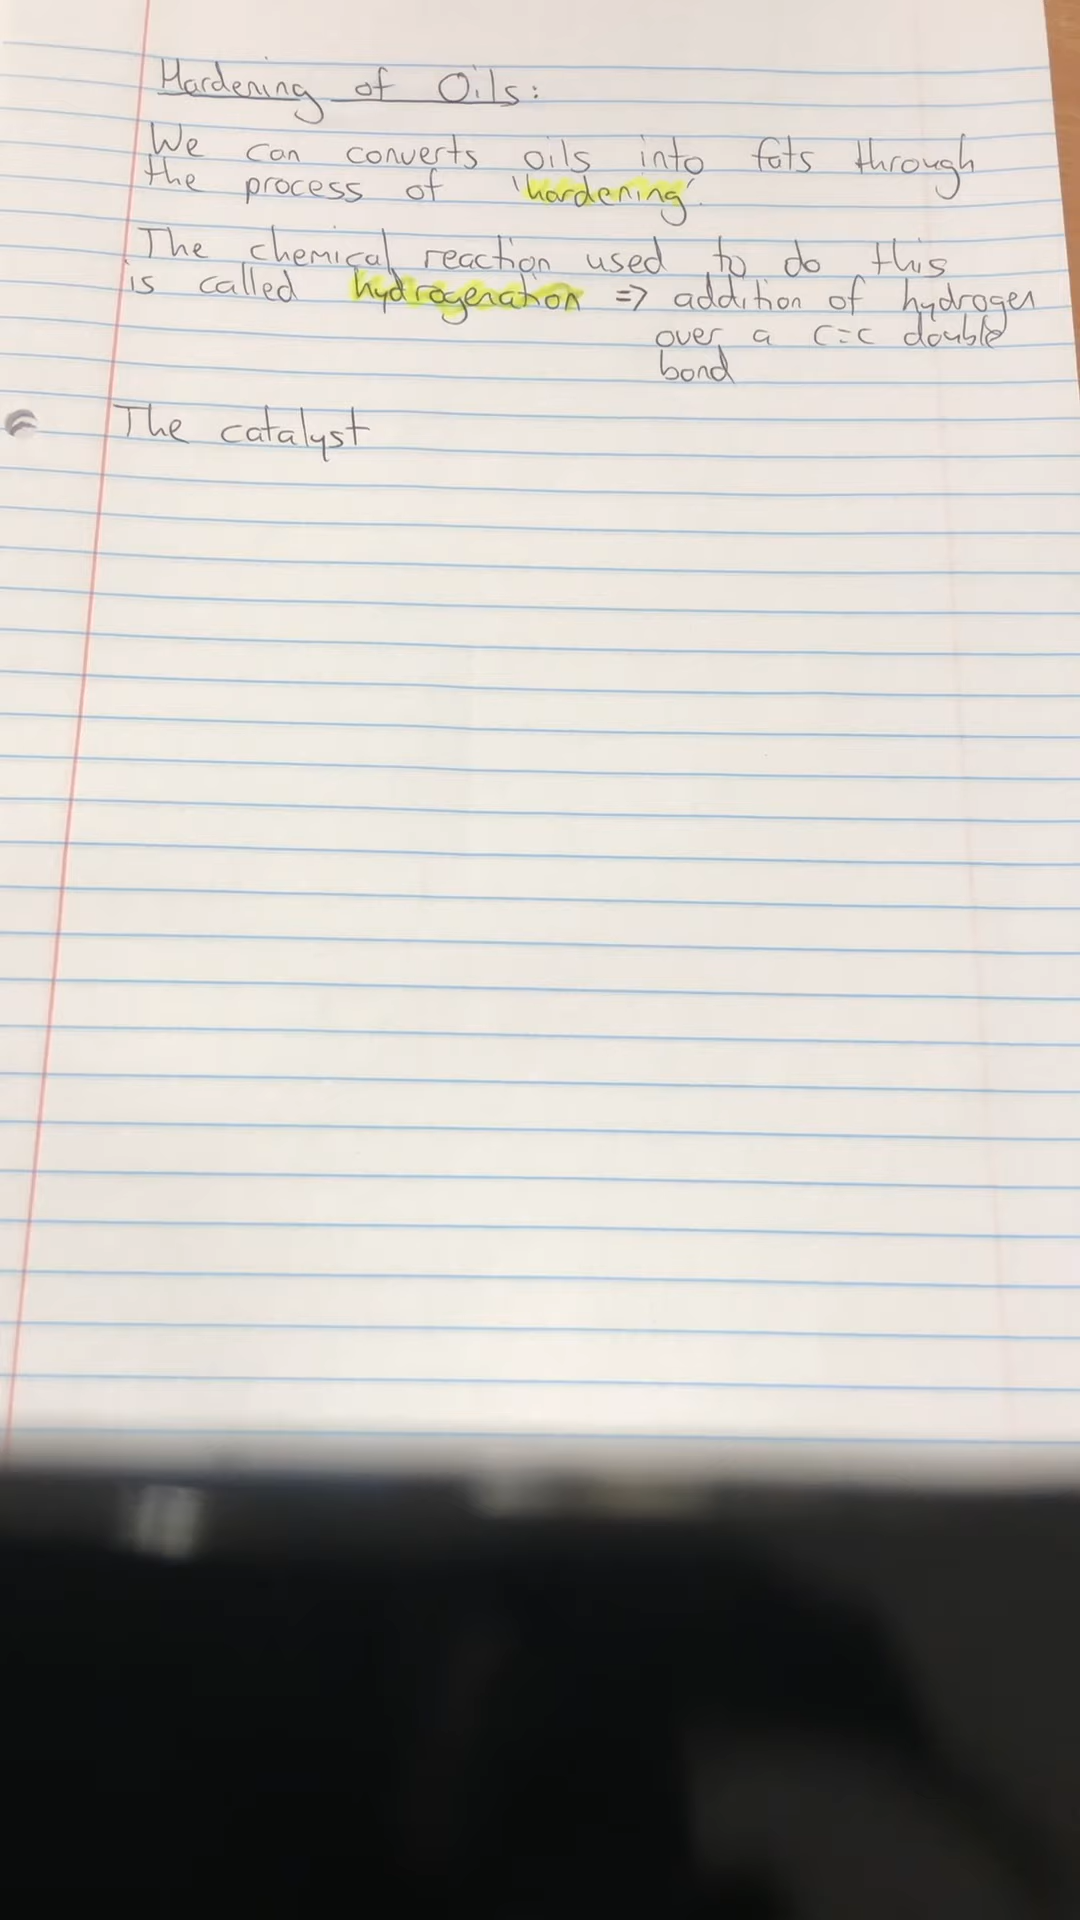 Hardening of Oils:
We can converts oils into fats through
the process of 'hardening'.
The chemical reaction used to do this
is called hydrogenation => addition of hydrogen
over a C=C double
bond
The catalyst